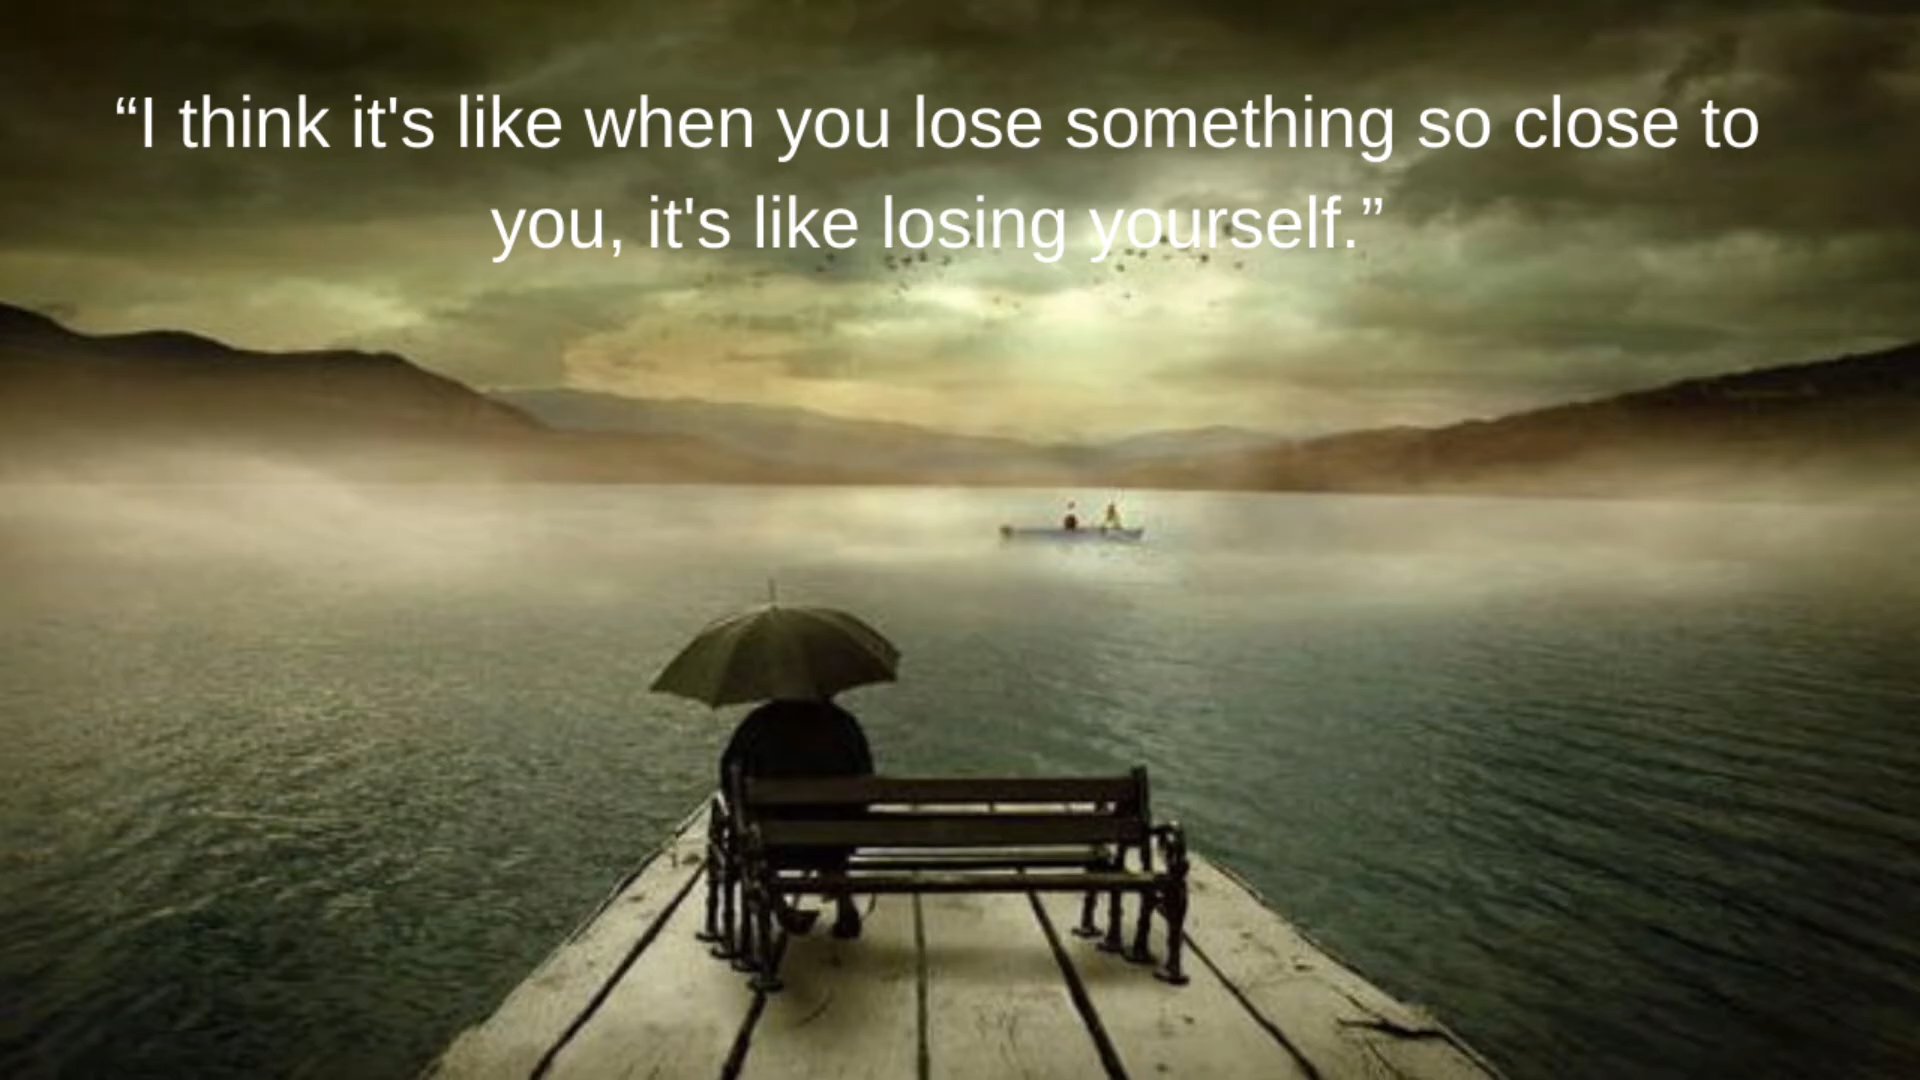 “I think it's like when you lose something so close to
you, it's like losing yourself.”